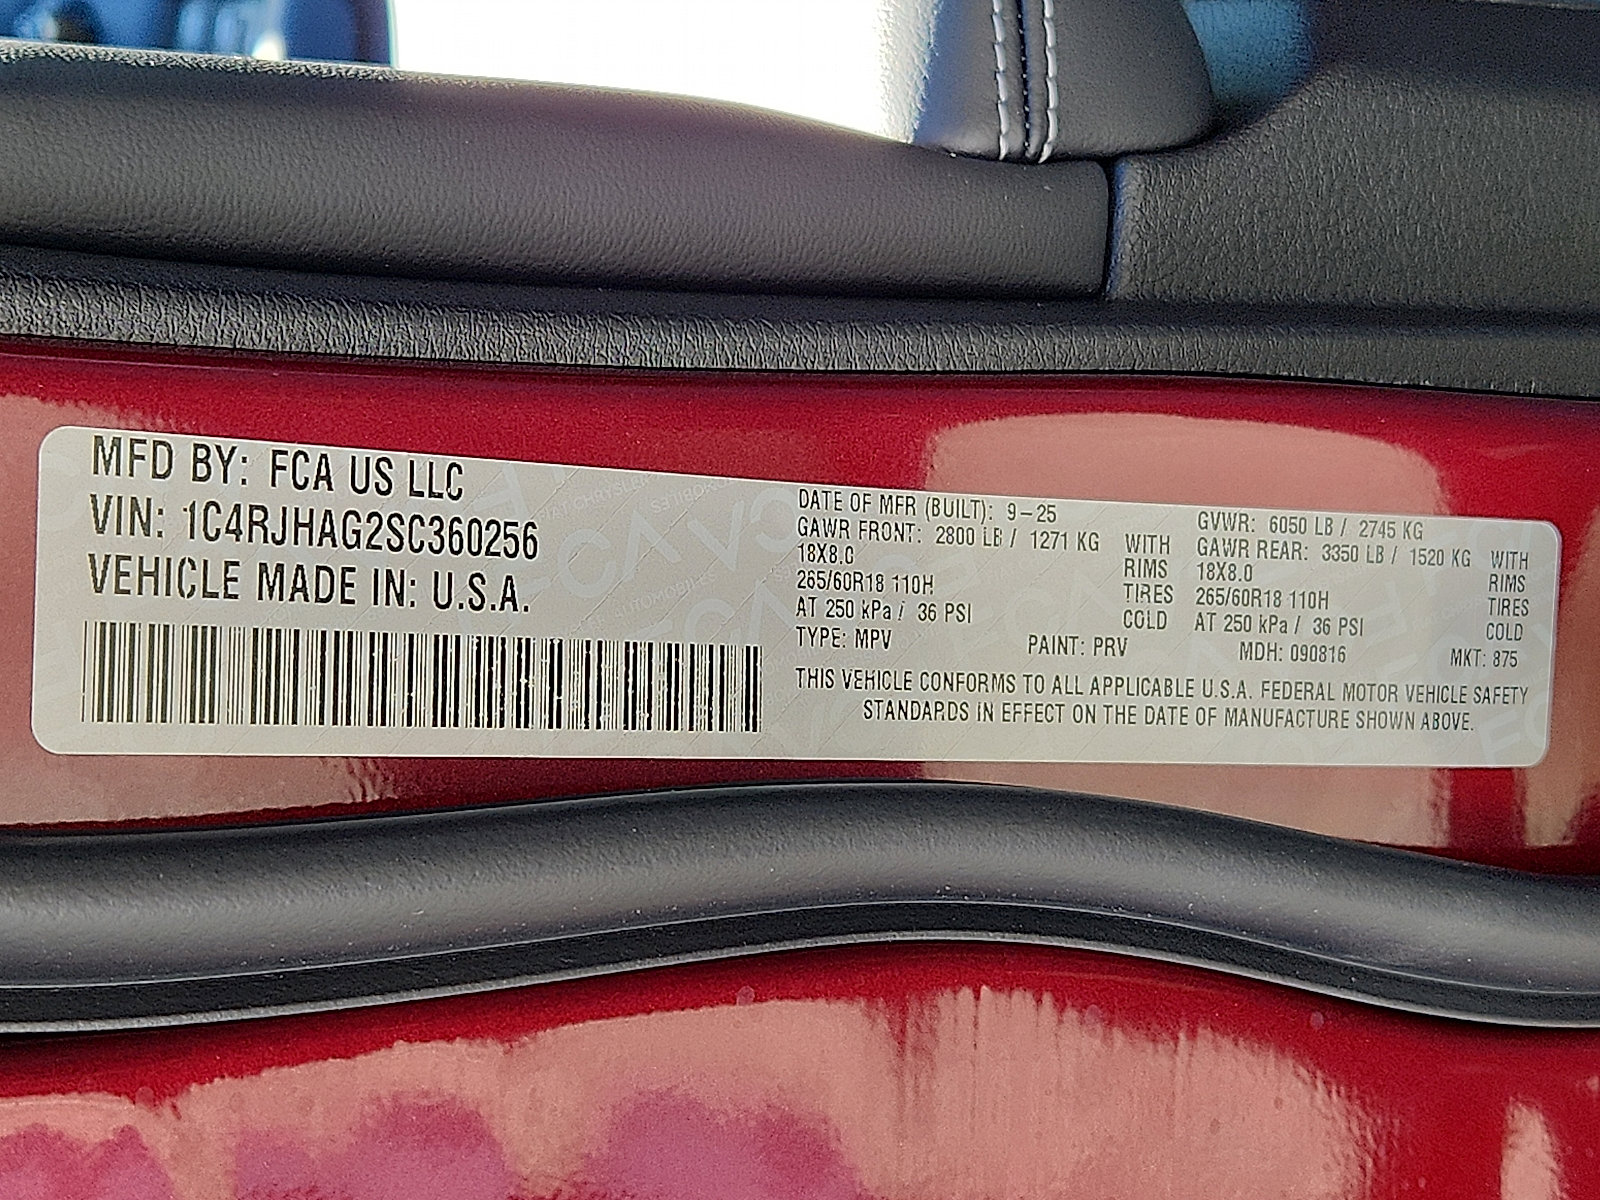 MFD BY: FCA US LLC
VIN: 1C4RJHAG2SC360256
VEHICLE MADE IN: U.S.A.
DATE OF MFR (BUILT): 9-25 GVWR: 6050 LB / 2745 KG
GAWR FRONT: 2800 LB / 1271 KG WITH GAWR REAR: 3350 LB / 1520 KG WITH
18X8.0 RIMS 18X8.0 RIMS
265/60R18 110H TIRES 265/60R18 110H TIRES
AT 250 kPa / 36 PSI COLD AT 250 kPa / 36 PSI COLD
TYPE: MPV PAINT: PRV MDH: 090816 MKT: 875
THIS VEHICLE CONFORMS TO ALL APPLICABLE U.S.A. FEDERAL MOTOR VEHICLE SAFETY
STANDARDS IN EFFECT ON THE DATE OF MANUFACTURE SHOWN ABOVE.